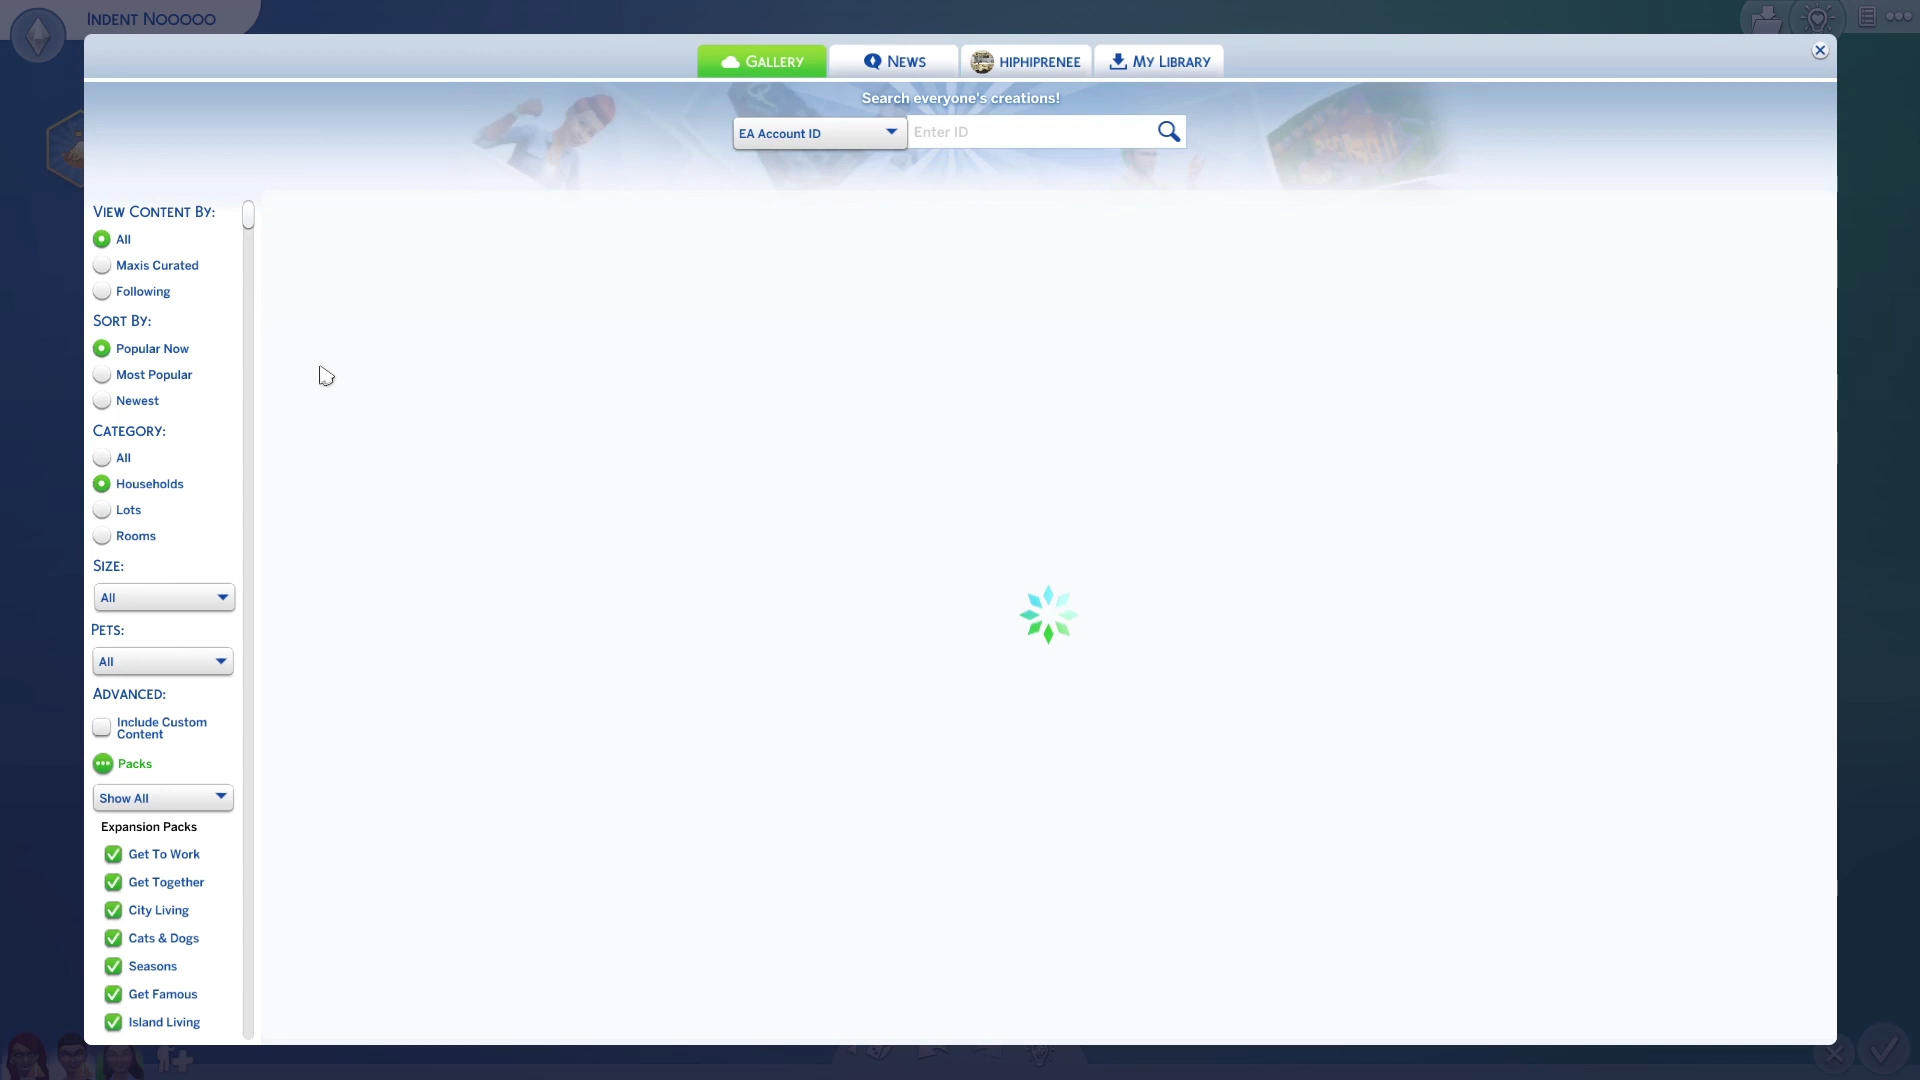 Indent Nooooo
Gallery
News
hiphiprenee
My Library
Search everyone's creations!
EA Account ID
Enter ID
View Content By:
All
Maxis Curated
Following
Sort By:
Popular Now
Most Popular
Newest
Category:
All
Households
Lots
Rooms
Size:
All
Pets:
All
Advanced:
Include Custom
Content
Packs
Show All
Expansion Packs
Get To Work
Get Together
City Living
Cats & Dogs
Seasons
Get Famous
Island Living